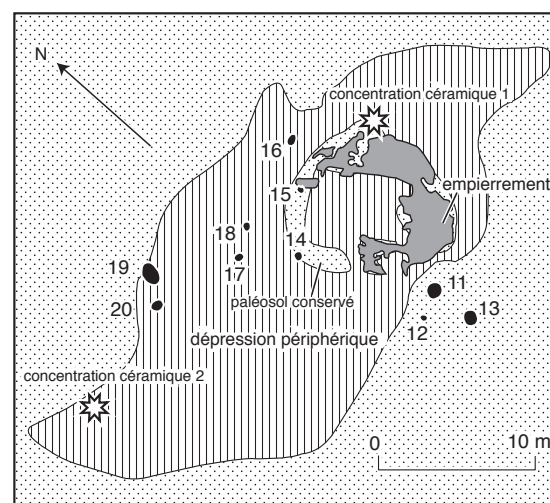 N
concentration céramique 1
16
empierrement
15
18
14
17
19
11
paléosol conservé
20
13
12
dépression périphérique
concentration céramique 2
0
10 m